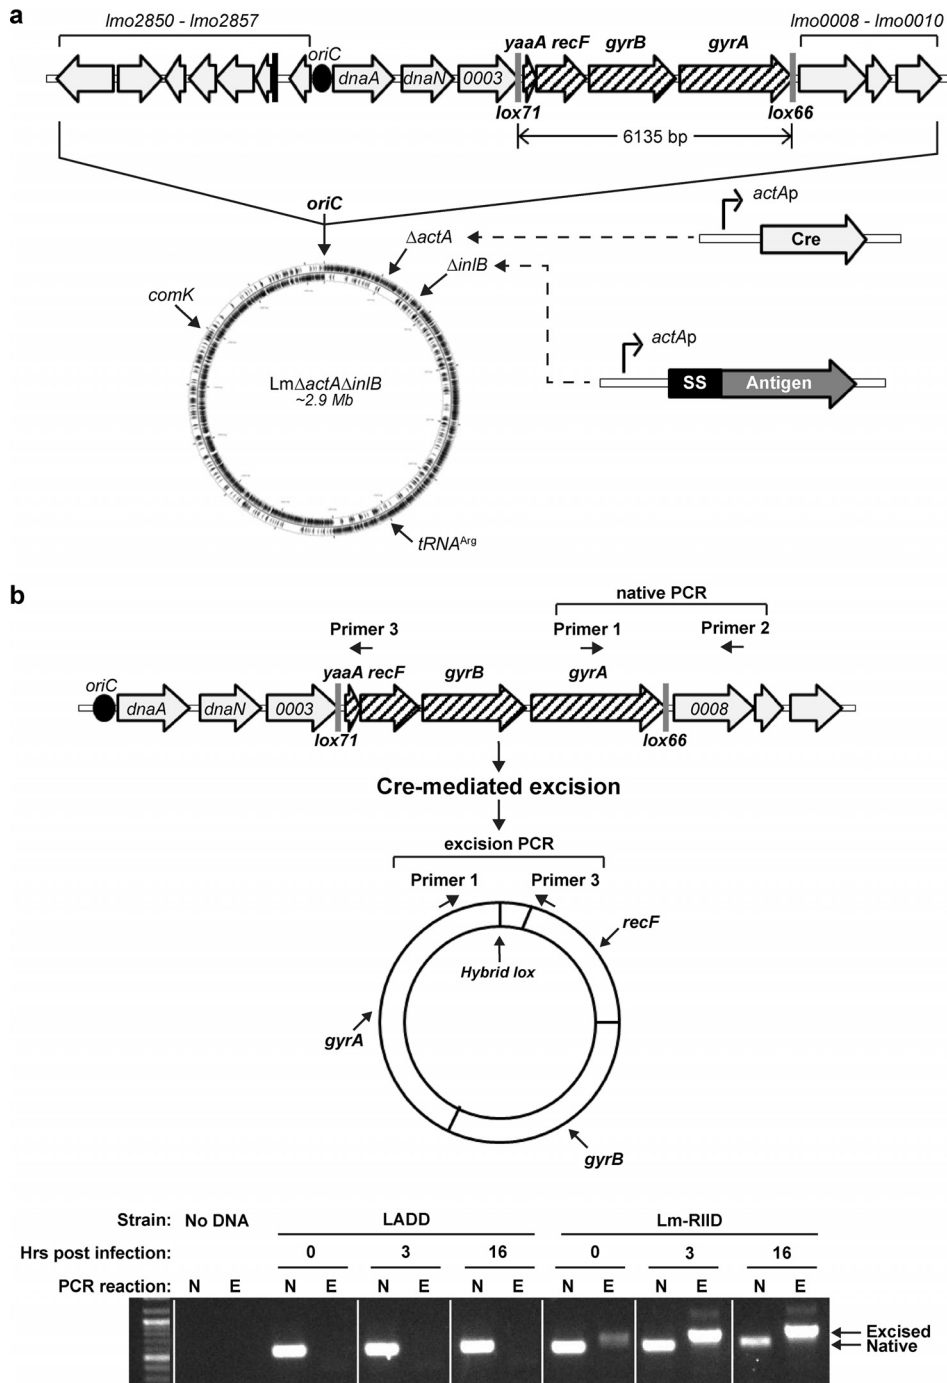 a
lmo2850 - lmo2857
lmo0008 - lmo0010
oriC
yaaA recF gyrB gyrA
dnaA dnaN 0003
lox71 lox66
6135 bp
oriC
actAp
ΔactA
Cre
ΔinlB
comK
actAp
LmΔactAΔinlB
~2.9 Mb
SS Antigen
tRNAArg
b
native PCR
Primer 3 Primer 1 Primer 2
yaaA recF gyrB gyrA
oriC
dnaA dnaN 0003 0008
lox71 lox66
Cre-mediated excision
excision PCR
Primer 1 Primer 3
recF
Hybrid lox
gyrA
gyrB
Strain: No DNA LADD Lm-RIID
Hrs post infection: 0 3 16 0 3 16
PCR reaction: N E N E N E N E N E N E N E
Excised
Native